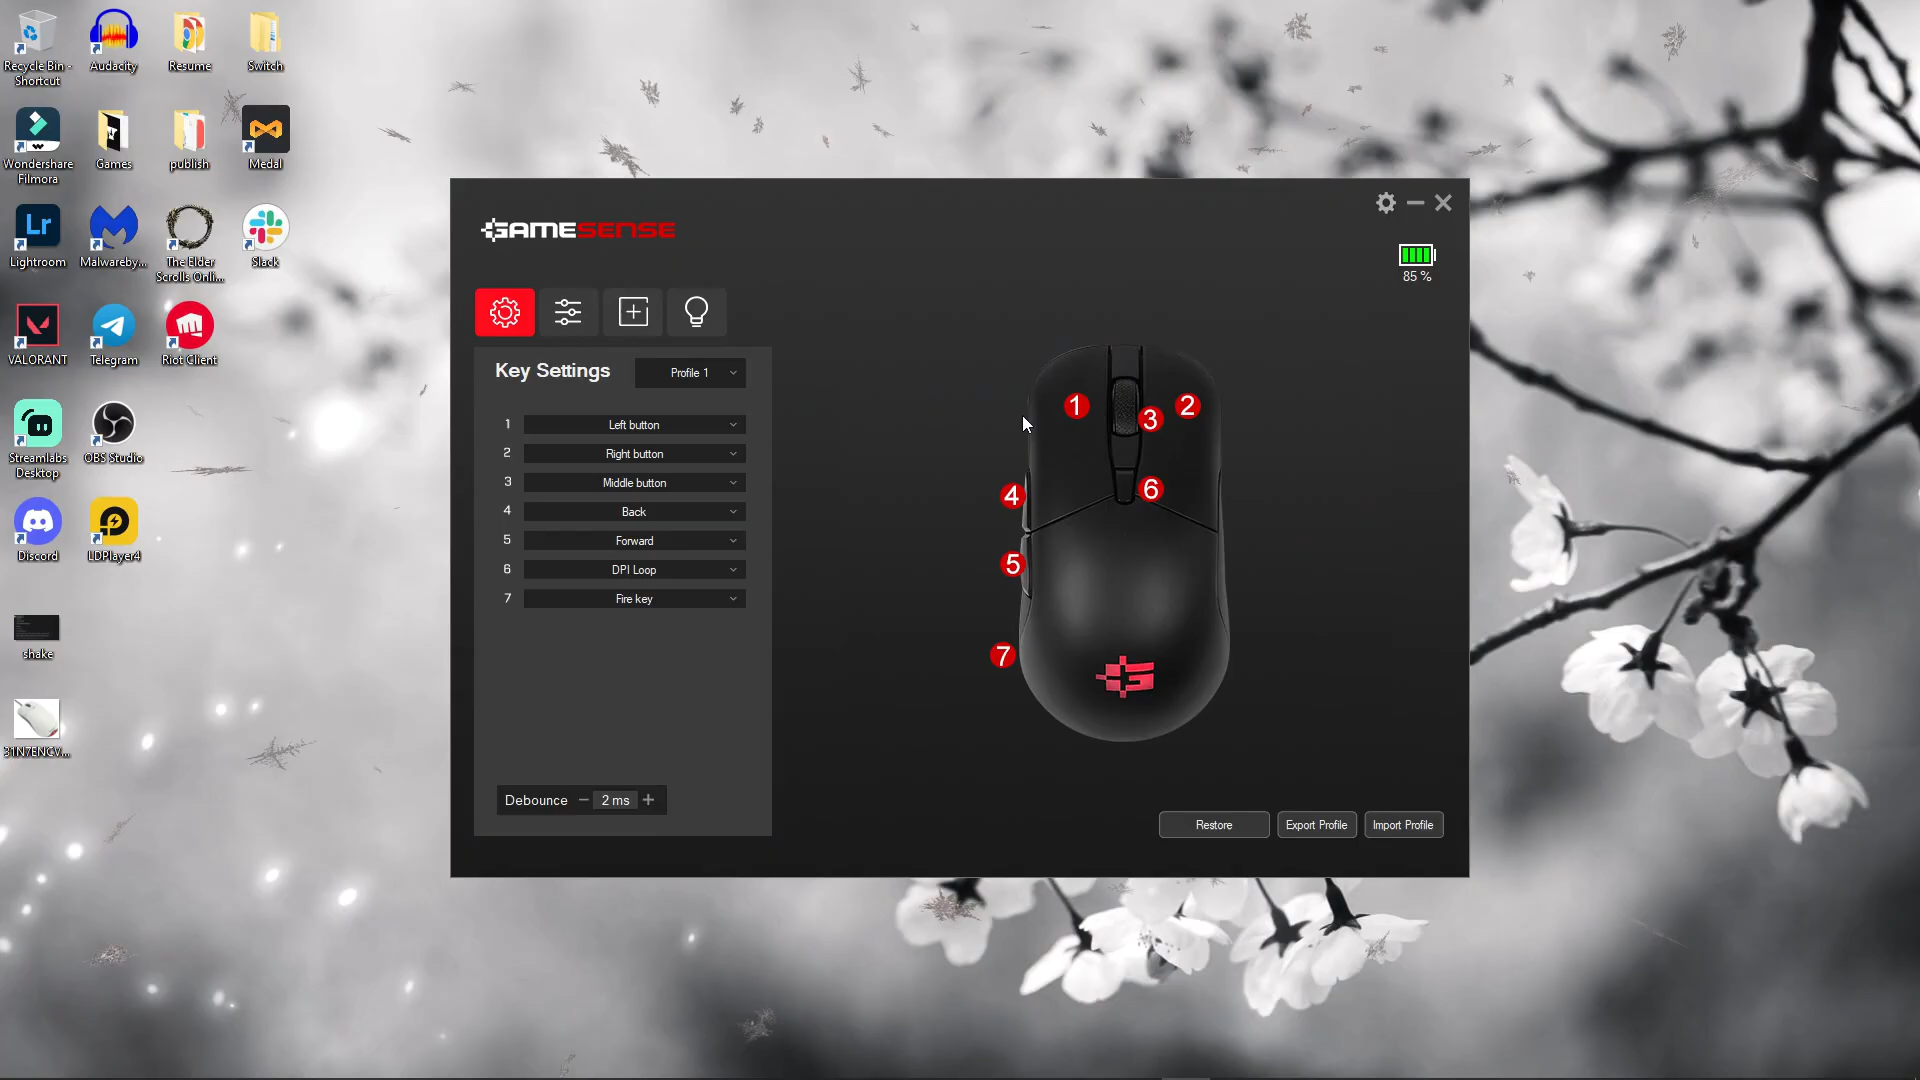 Recycle Bin -
Shortcut
Audacity
Resume
Switch
Wondershare
Filmora
Games
publish
Medal
Lr
Lightroom
Malwareby...
The Elder
Scrolls Onli...
Slack
VALORANT
Telegram
Riot Client
Streamlabs
Desktop
OBS Studio
Discord
LDPlayer4
shake
31N7ENCV...
GAMESENSE
85 %
Key Settings
Profile 1
1 Left button
2 Right button
3 Middle button
4 Back
5 Forward
6 DPI Loop
7 Fire key
Debounce − 2 ms +
1
2
3
4
6
5
7
Restore
Export Profile
Import Profile